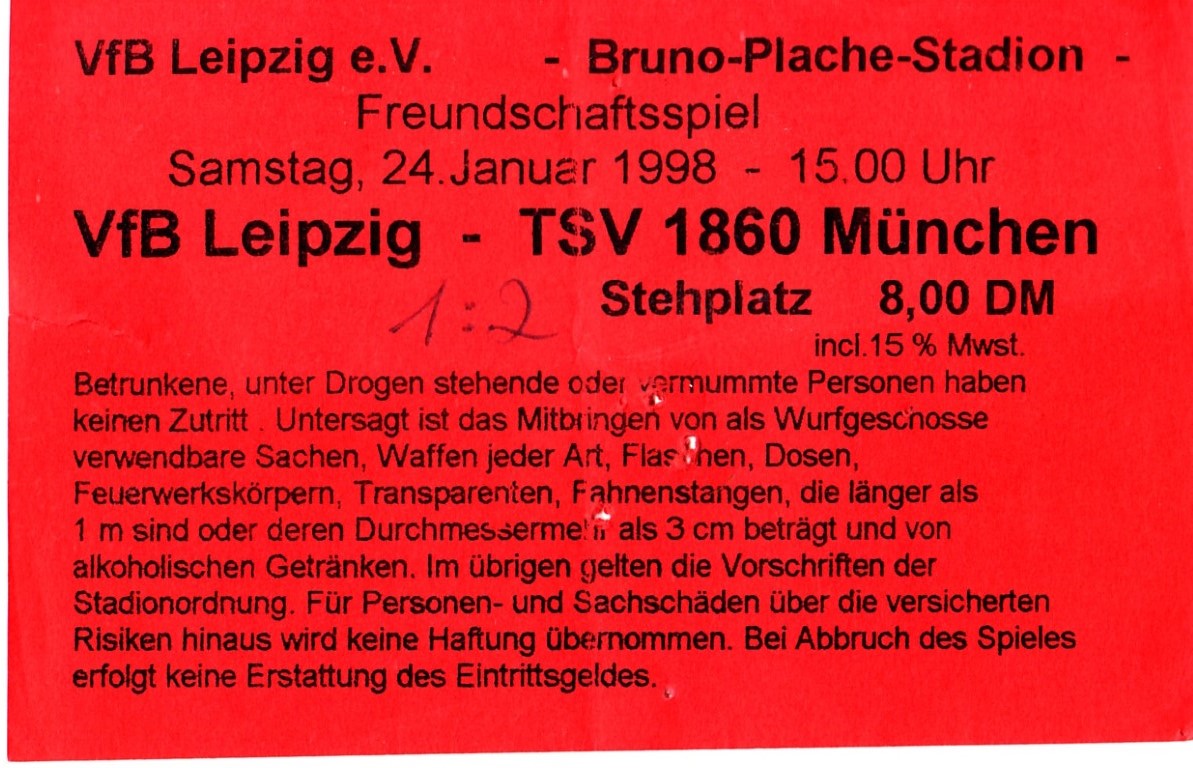 VfB Leipzig e.V. - Bruno-Plache-Stadion -
Freundschaftsspiel
Samstag, 24.Januar 1998 - 15.00 Uhr
VfB Leipzig - TSV 1860 München
1:2 Stehplatz 8,00 DM
incl.15 % Mwst.
Betrunkene, unter Drogen stehende oder vermummte Personen haben
keinen Zutritt . Untersagt ist das Mitbringen von als Wurfgeschosse
verwendbare Sachen, Waffen jeder Art, Flaschen, Dosen,
Feuerwerkskörpern, Transparenten, Fahnenstangen, die länger als
1 m sind oder deren Durchmessermehr als 3 cm beträgt und von
alkoholischen Getränken. Im übrigen gelten die Vorschriften der
Stadionordnung. Für Personen- und Sachschäden über die versicherten
Risiken hinaus wird keine Haftung übernommen. Bei Abbruch des Spieles
erfolgt keine Erstattung des Eintrittsgeldes.